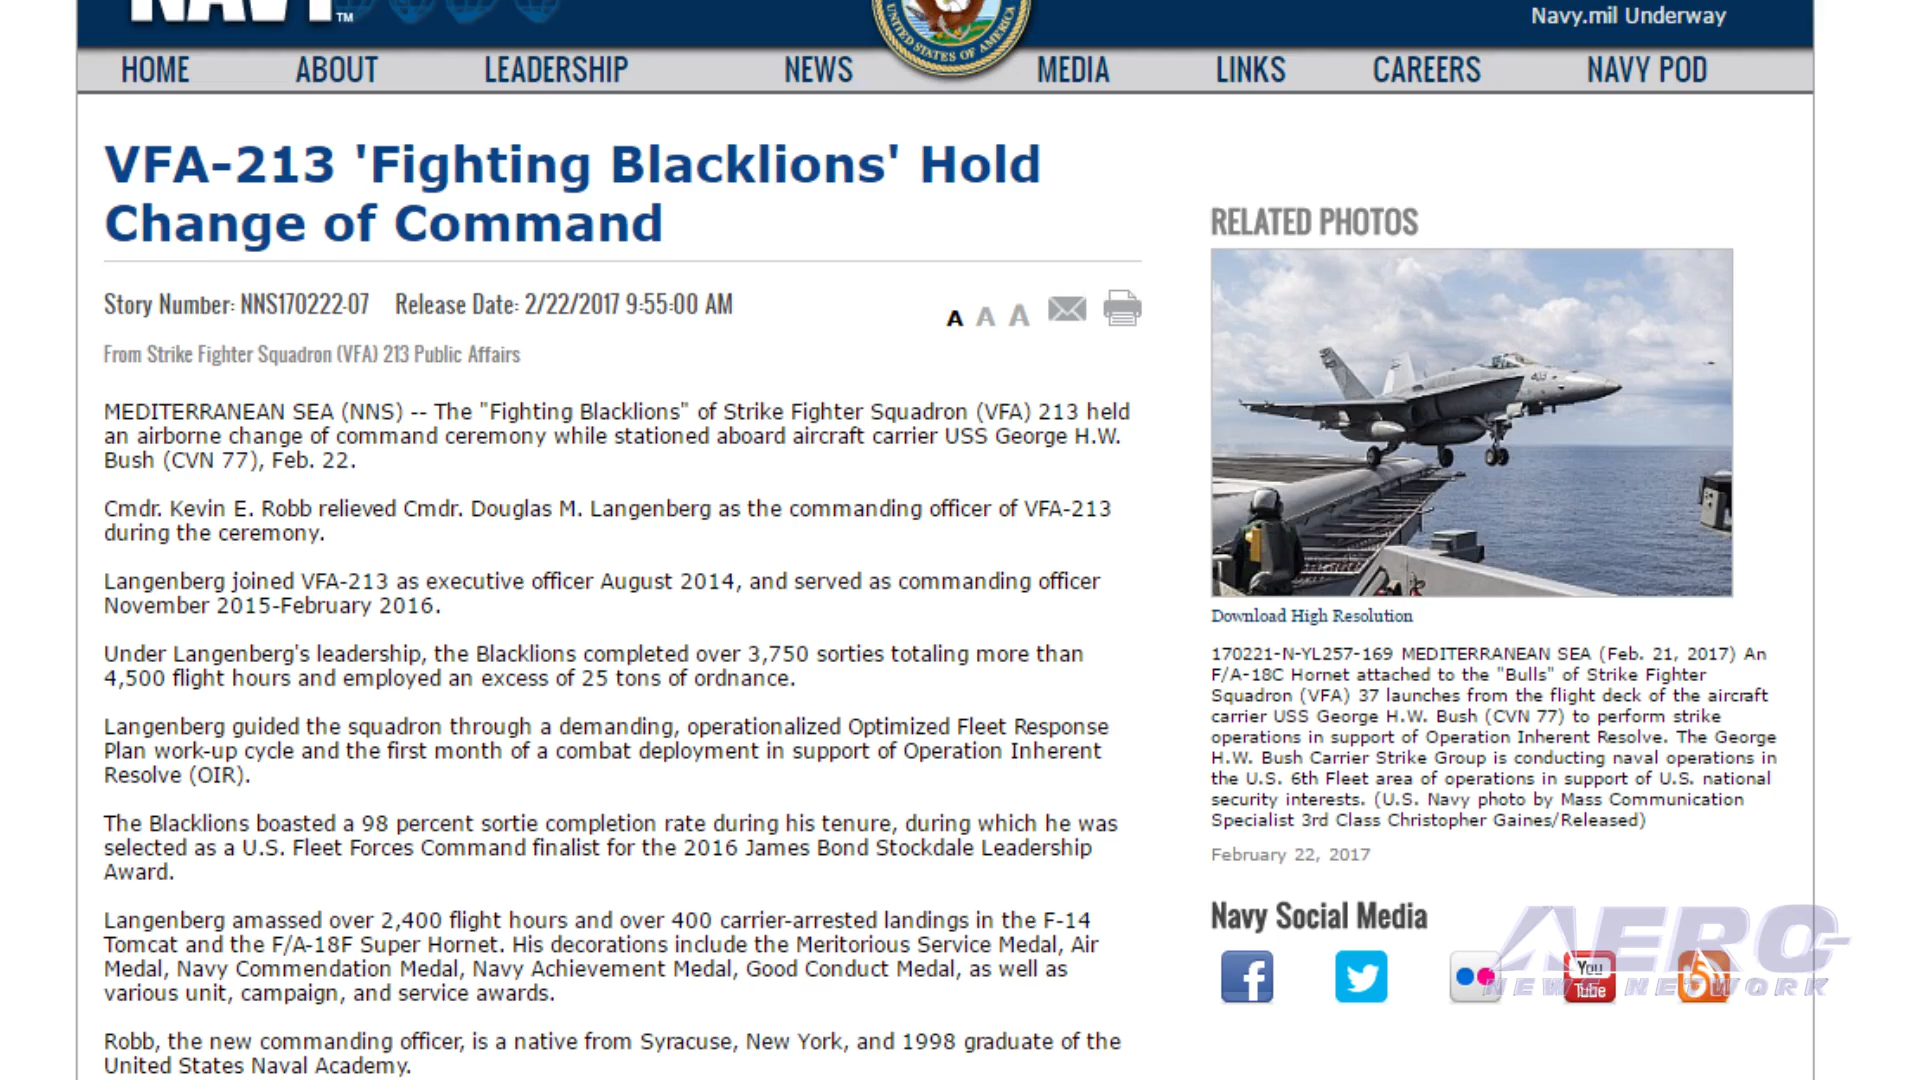 NAVY™
UNITED STATES OF AMERICA
Navy.mil Underway
HOME
ABOUT
LEADERSHIP
NEWS
MEDIA
LINKS
CAREERS
NAVY POD
VFA-213 'Fighting Blacklions' Hold
Change of Command
Story Number: NNS170222-07 Release Date: 2/22/2017 9:55:00 AM
A A A
From Strike Fighter Squadron (VFA) 213 Public Affairs
MEDITERRANEAN SEA (NNS) -- The "Fighting Blacklions" of Strike Fighter Squadron (VFA) 213 held
an airborne change of command ceremony while stationed aboard aircraft carrier USS George H.W.
Bush (CVN 77), Feb. 22.
Cmdr. Kevin E. Robb relieved Cmdr. Douglas M. Langenberg as the commanding officer of VFA-213
during the ceremony.
Langenberg joined VFA-213 as executive officer August 2014, and served as commanding officer
November 2015-February 2016.
Under Langenberg's leadership, the Blacklions completed over 3,750 sorties totaling more than
4,500 flight hours and employed an excess of 25 tons of ordnance.
Langenberg guided the squadron through a demanding, operationalized Optimized Fleet Response
Plan work-up cycle and the first month of a combat deployment in support of Operation Inherent
Resolve (OIR).
The Blacklions boasted a 98 percent sortie completion rate during his tenure, during which he was
selected as a U.S. Fleet Forces Command finalist for the 2016 James Bond Stockdale Leadership
Award.
Langenberg amassed over 2,400 flight hours and over 400 carrier-arrested landings in the F-14
Tomcat and the F/A-18F Super Hornet. His decorations include the Meritorious Service Medal, Air
Medal, Navy Commendation Medal, Navy Achievement Medal, Good Conduct Medal, as well as
various unit, campaign, and service awards.
Robb, the new commanding officer, is a native from Syracuse, New York, and 1998 graduate of the
United States Naval Academy.
RELATED PHOTOS
403
Download High Resolution
170221-N-YL257-169 MEDITERRANEAN SEA (Feb. 21, 2017) An
F/A-18C Hornet attached to the "Bulls" of Strike Fighter
Squadron (VFA) 37 launches from the flight deck of the aircraft
carrier USS George H.W. Bush (CVN 77) to perform strike
operations in support of Operation Inherent Resolve. The George
H.W. Bush Carrier Strike Group is conducting naval operations in
the U.S. 6th Fleet area of operations in support of U.S. national
security interests. (U.S. Navy photo by Mass Communication
Specialist 3rd Class Christopher Gaines/Released)
February 22, 2017
Navy Social Media
f
You
Tube
AERO-
NEWS NETWORK